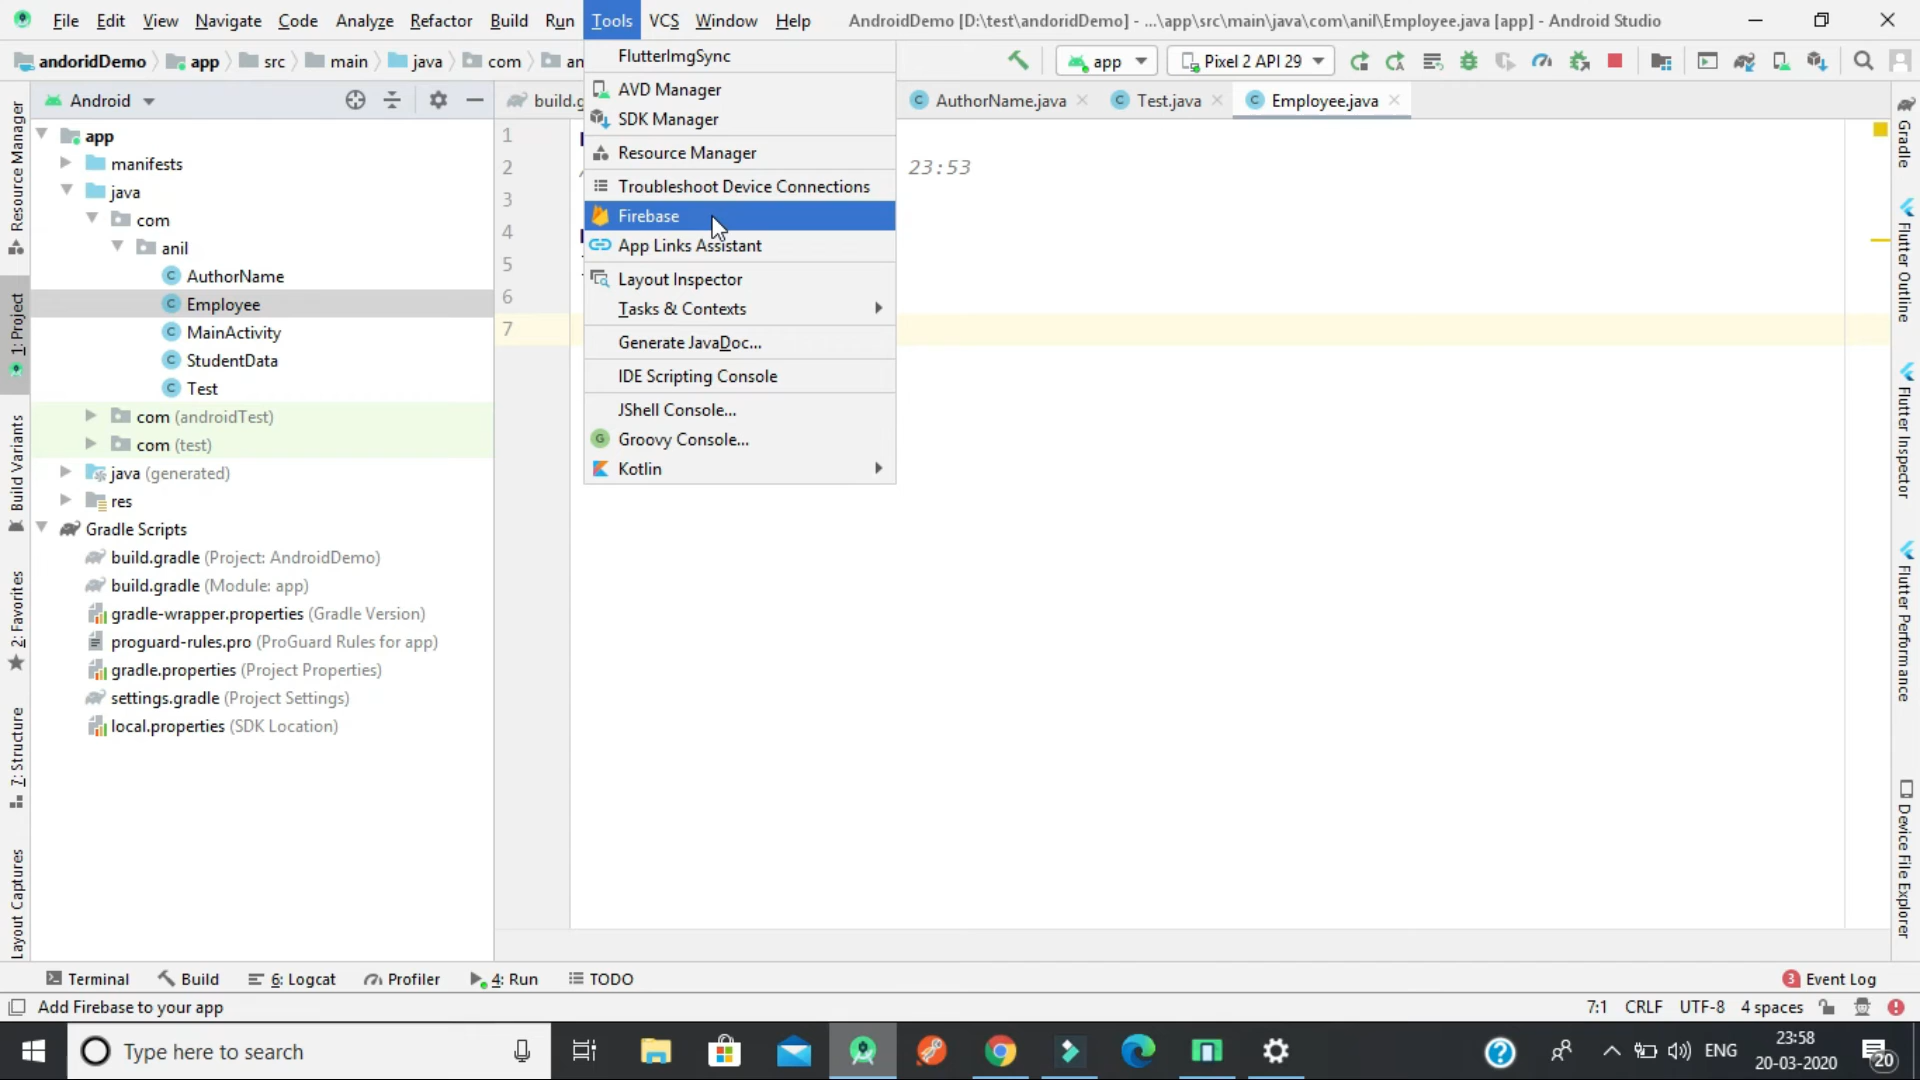 File Edit View Navigate Code Analyze Refactor Build Run Tools VCS Window Help AndroidDemo [D:\test\andoridDemo] - ...\app\src\main\java\com\anil\Employee.java [app] - Android Studio
andoridDemo app src main java com an app Pixel 2 API 29
Android
build.g AuthorName.java Test.java Employee.java
FlutterImgSync
AVD Manager
SDK Manager
Resource Manager
Troubleshoot Device Connections
Firebase
App Links Assistant
Layout Inspector
Tasks & Contexts
Generate JavaDoc...
IDE Scripting Console
JShell Console...
Groovy Console...
Kotlin
app
manifests
java
com
anil
AuthorName
Employee
MainActivity
StudentData
Test
com (androidTest)
com (test)
java (generated)
res
Gradle Scripts
build.gradle (Project: AndroidDemo)
build.gradle (Module: app)
gradle-wrapper.properties (Gradle Version)
proguard-rules.pro (ProGuard Rules for app)
gradle.properties (Project Properties)
settings.gradle (Project Settings)
local.properties (SDK Location)
1
2
3
4
5
6
7
23:53
Resource Manager
1: Project
Build Variants
2: Favorites
7: Structure
Layout Captures
Gradle
Flutter Outline
Flutter Inspector
Flutter Performance
Device File Explorer
Terminal Build 6: Logcat Profiler 4: Run TODO 3 Event Log
Add Firebase to your app 7:1 CRLF UTF-8 4 spaces
Type here to search ENG 23:58
20-03-2020
20